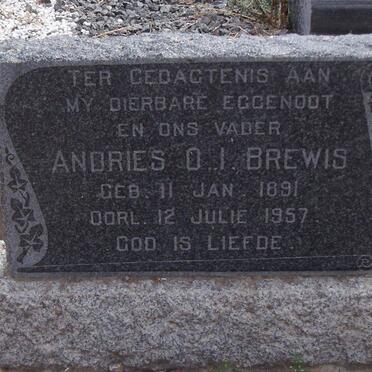 TER GEDAGTENIS AAN
MY DIERBARE EGGENOOT
EN ONS VADER
ANDRIES O. I. BREWIS
GEB. 11 JAN. 1891
OORL. 12 JULIE 1957.
GOD IS LIEFDE.